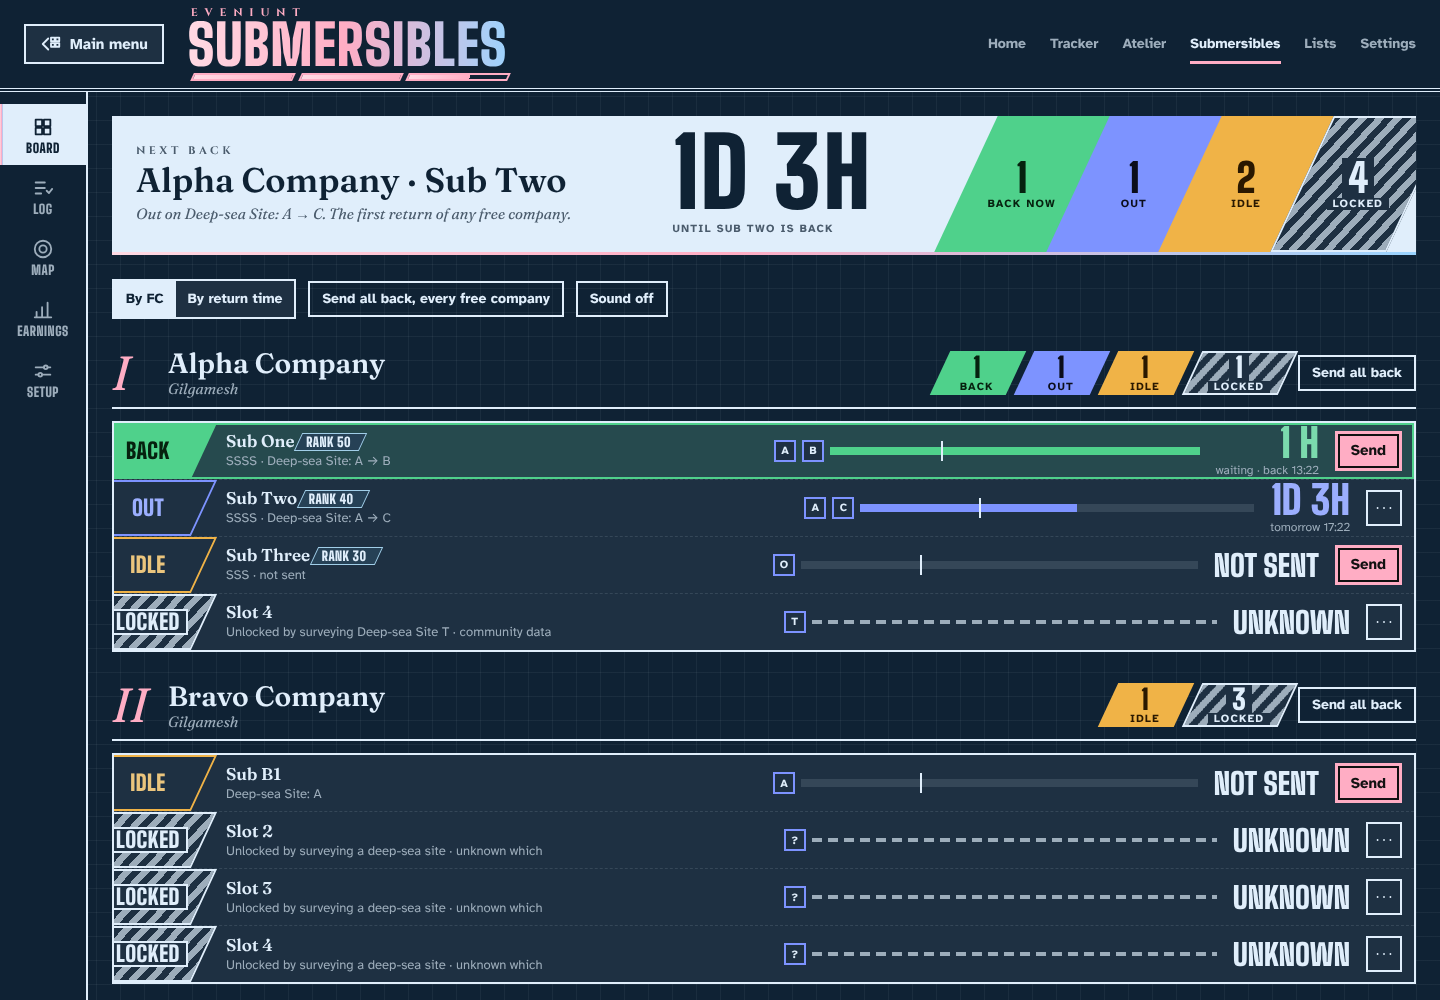 Main menu
EVENIUNT
SUBMERSIBLES
Home Tracker Atelier Submersibles Lists Settings
BOARD
LOG
MAP
EARNINGS
SETUP
NEXT BACK
Alpha Company · Sub Two
Out on Deep-sea Site: A → C. The first return of any free company.
1D 3H
UNTIL SUB TWO IS BACK
1
BACK NOW
1
OUT
2
IDLE
4
LOCKED
By FC By return time Send all back, every free company Sound off
I
Alpha Company
Gilgamesh
1
BACK
1
OUT
1
IDLE
1
LOCKED
Send all back
BACK
Sub One RANK 50
SSSS · Deep-sea Site: A → B
A B
1 H
waiting · back 13:22
Send
OUT
Sub Two RANK 40
SSSS · Deep-sea Site: A → C
A C
1D 3H
tomorrow 17:22
...
IDLE
Sub Three RANK 30
SSS · not sent
O
NOT SENT
Send
LOCKED
Slot 4
Unlocked by surveying Deep-sea Site T · community data
T
UNKNOWN
...
II
Bravo Company
Gilgamesh
1
IDLE
3
LOCKED
Send all back
IDLE
Sub B1
Deep-sea Site: A
A
NOT SENT
Send
LOCKED
Slot 2
Unlocked by surveying a deep-sea site · unknown which
?
UNKNOWN
...
LOCKED
Slot 3
Unlocked by surveying a deep-sea site · unknown which
?
UNKNOWN
...
LOCKED
Slot 4
Unlocked by surveying a deep-sea site · unknown which
?
UNKNOWN
...